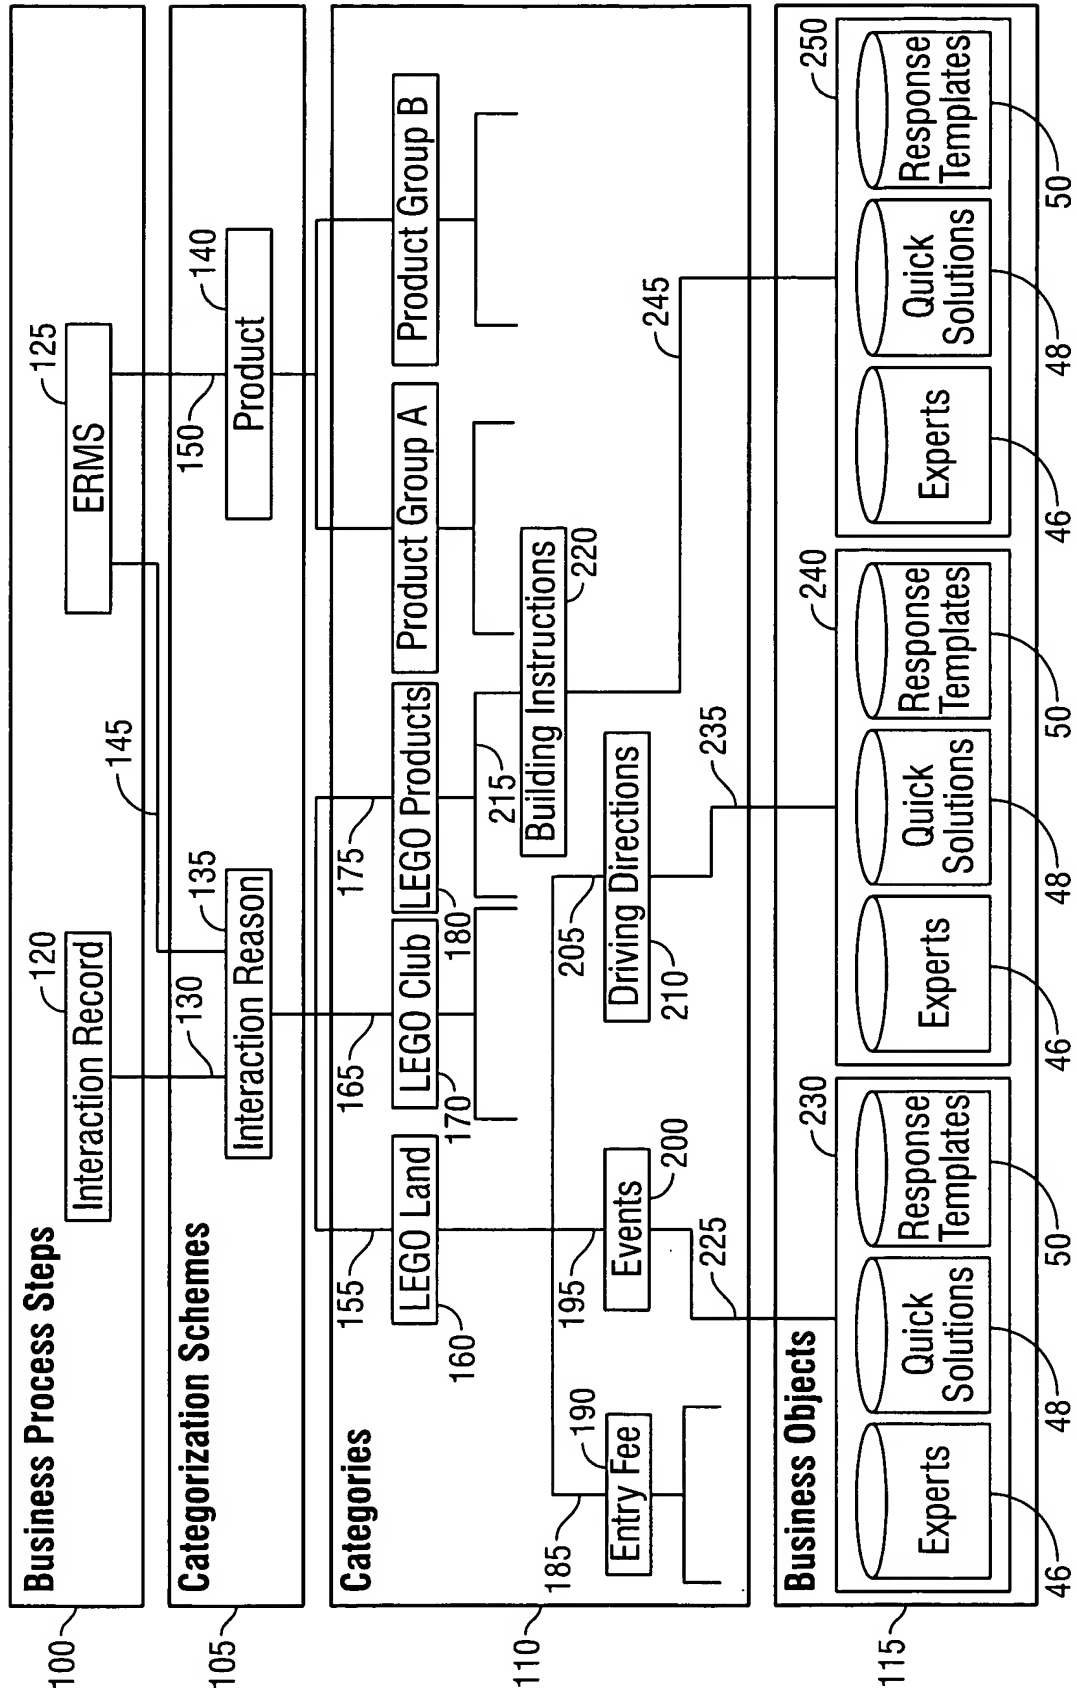 Business Process Steps
100
Interaction Record
120
ERMS
125
130
145
150
Categorization Schemes
105
Interaction Reason
135
Product
140
Categories
110
155
165
175
LEGO Land
160
LEGO Club
170
LEGO Products
180
Product Group A
Product Group B
215
Building Instructions
220
185
195
205
Entry Fee
190
Events
200
Driving Directions
210
225
235
245
Business Objects
115
230
240
250
Experts
Quick
Solutions
Response
Templates
Experts
Quick
Solutions
Response
Templates
Experts
Quick
Solutions
Response
Templates
46
48
50
46
48
50
46
48
50